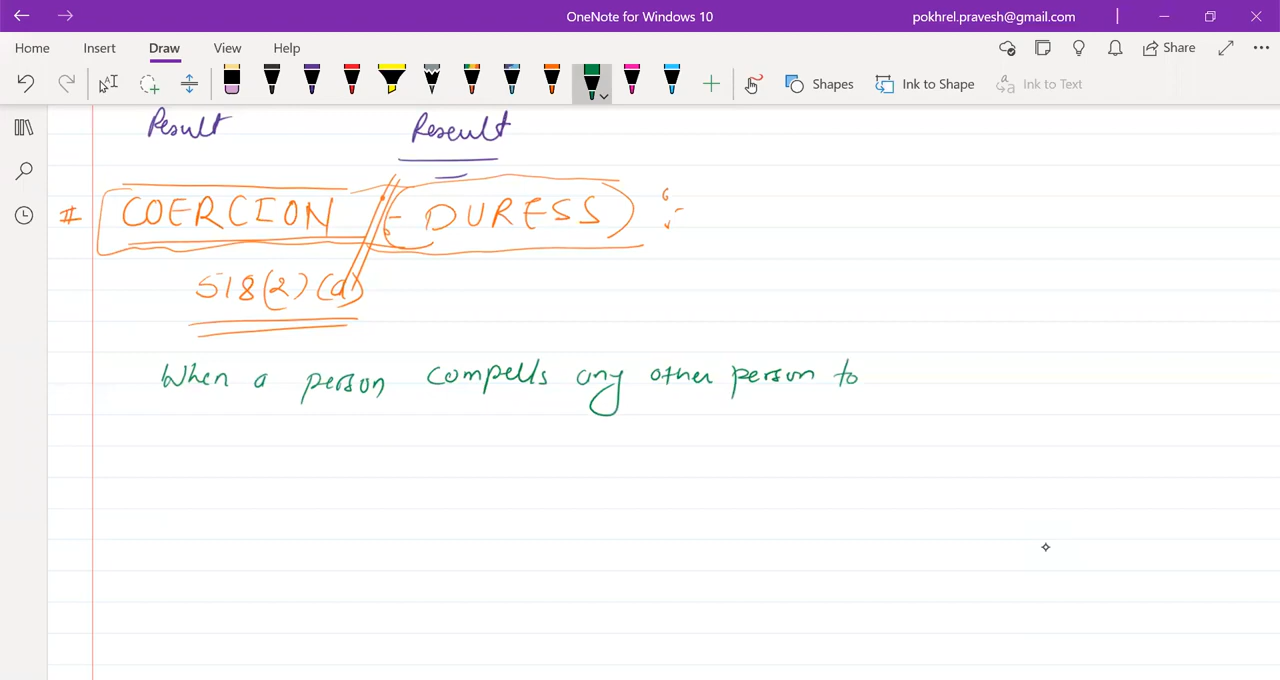 OneNote for Windows 10 pokhrel.pravesh@gmail.com
Home Insert Draw View Help Share
Shapes Ink to Shape Ink to Text
Result Reseult
# COERCION - DURESS :-
518(2)(d)
When a person compells any other person to